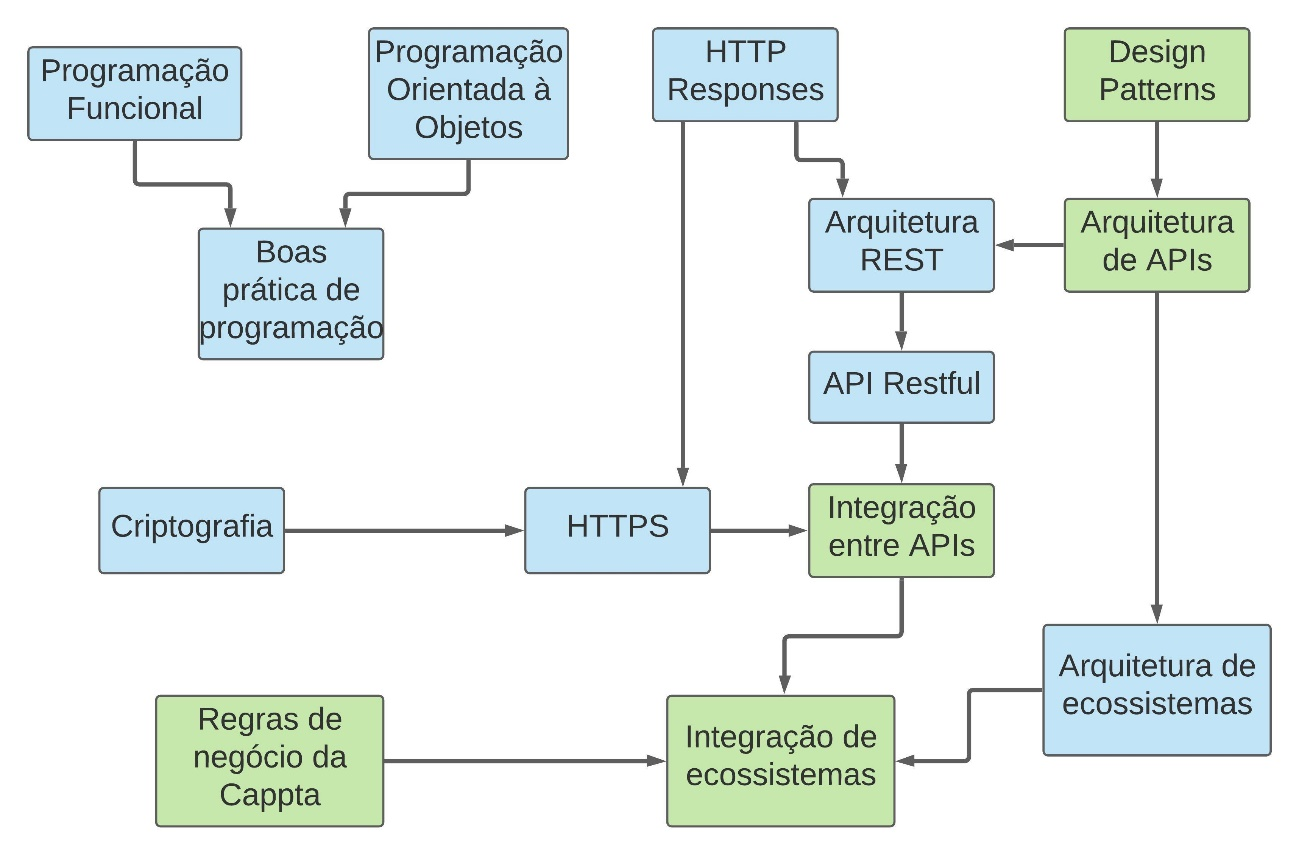 Programação
Funcional
Programação
Orientada à
Objetos
HTTP
Responses
Design
Patterns
Boas
prática de
programação
Arquitetura
REST
Arquitetura
de APIs
API Restful
Criptografia
HTTPS
Integração
entre APIs
Arquitetura de
ecossistemas
Regras de
negócio da
Cappta
Integração de
ecossistemas